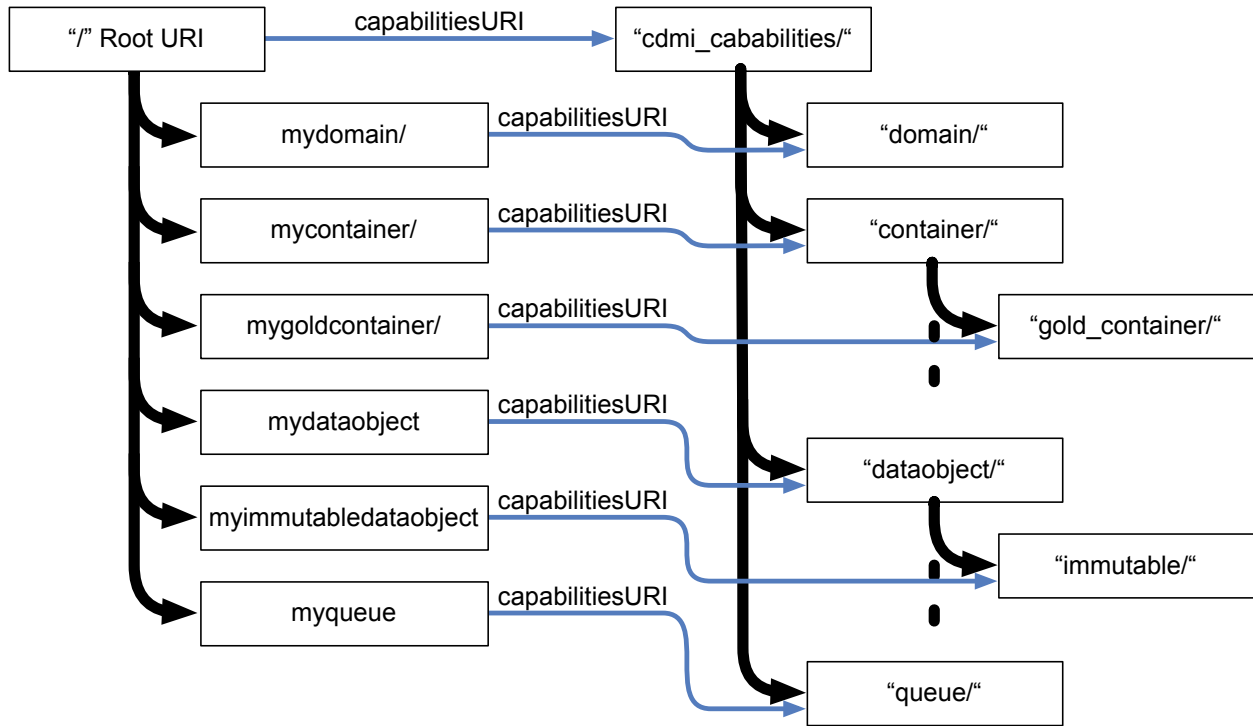 “/” Root URI
capabilitiesURI
“cdmi_cababilities/“
mydomain/
capabilitiesURI
“domain/“
mycontainer/
capabilitiesURI
“container/“
mygoldcontainer/
capabilitiesURI
“gold_container/“
mydataobject
capabilitiesURI
“dataobject/“
myimmutabledataobject
capabilitiesURI
“immutable/“
myqueue
capabilitiesURI
“queue/“